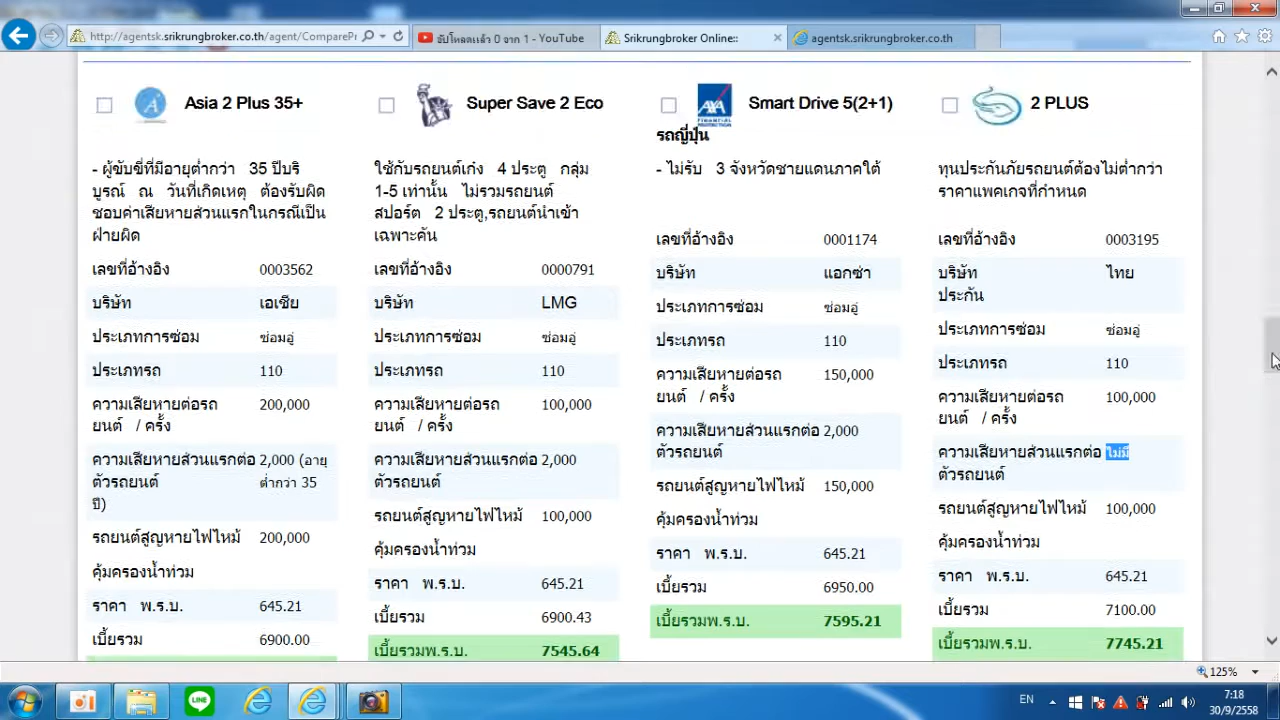 http://agentsk.srikrungbroker.co.th/agent/ComparePr
อัปโหลดแล้ว 0 จาก 1 - YouTube
Srikrungbroker Online::
agentsk.srikrungbroker.co.th
Asia 2 Plus 35+
- ผู้ขับขี่ที่มีอายุต่ำกว่า 35 ปีบริ
บูรณ์ ณ วันที่เกิดเหตุ ต้องรับผิด
ชอบค่าเสียหายส่วนแรกในกรณีเป็น
ฝ่ายผิด
เลขที่อ้างอิง 0003562
บริษัท เอเชีย
ประเภทการซ่อม ซ่อมอู่
ประเภทรถ 110
ความเสียหายต่อรถ 200,000
ยนต์ / ครั้ง
ความเสียหายส่วนแรกต่อ 2,000 (อายุ
ตัวรถยนต์ ต่ำกว่า 35
ปี)
รถยนต์สูญหายไฟไหม้ 200,000
คุ้มครองน้ำท่วม
ราคา พ.ร.บ. 645.21
เบี้ยรวม 6900.00
Super Save 2 Eco
ใช้กับรถยนต์เก๋ง 4 ประตู กลุ่ม
1-5 เท่านั้น ไม่รวมรถยนต์
สปอร์ต 2 ประตู,รถยนต์นำเข้า
เฉพาะคัน
เลขที่อ้างอิง 0000791
บริษัท LMG
ประเภทการซ่อม ซ่อมอู่
ประเภทรถ 110
ความเสียหายต่อรถ 100,000
ยนต์ / ครั้ง
ความเสียหายส่วนแรกต่อ 2,000
ตัวรถยนต์
รถยนต์สูญหายไฟไหม้ 100,000
คุ้มครองน้ำท่วม
ราคา พ.ร.บ. 645.21
เบี้ยรวม 6900.43
เบี้ยรวมพ.ร.บ. 7545.64
AXA
Smart Drive 5(2+1)
รถญี่ปุ่น
- ไม่รับ 3 จังหวัดชายแดนภาคใต้
เลขที่อ้างอิง 0001174
บริษัท แอกซ่า
ประเภทการซ่อม ซ่อมอู่
ประเภทรถ 110
ความเสียหายต่อรถ 150,000
ยนต์ / ครั้ง
ความเสียหายส่วนแรกต่อ 2,000
ตัวรถยนต์
รถยนต์สูญหายไฟไหม้ 150,000
คุ้มครองน้ำท่วม
ราคา พ.ร.บ. 645.21
เบี้ยรวม 6950.00
เบี้ยรวมพ.ร.บ. 7595.21
2 PLUS
ทุนประกันภัยรถยนต์ต้องไม่ต่ำกว่า
ราคาแพคเกจที่กำหนด
เลขที่อ้างอิง 0003195
บริษัท ไทย
ประกัน
ประเภทการซ่อม ซ่อมอู่
ประเภทรถ 110
ความเสียหายต่อรถ 100,000
ยนต์ / ครั้ง
ความเสียหายส่วนแรกต่อ ไม่มี
ตัวรถยนต์
รถยนต์สูญหายไฟไหม้ 100,000
คุ้มครองน้ำท่วม
ราคา พ.ร.บ. 645.21
เบี้ยรวม 7100.00
เบี้ยรวมพ.ร.บ. 7745.21
125%
LINE
EN
7:18
30/9/2558